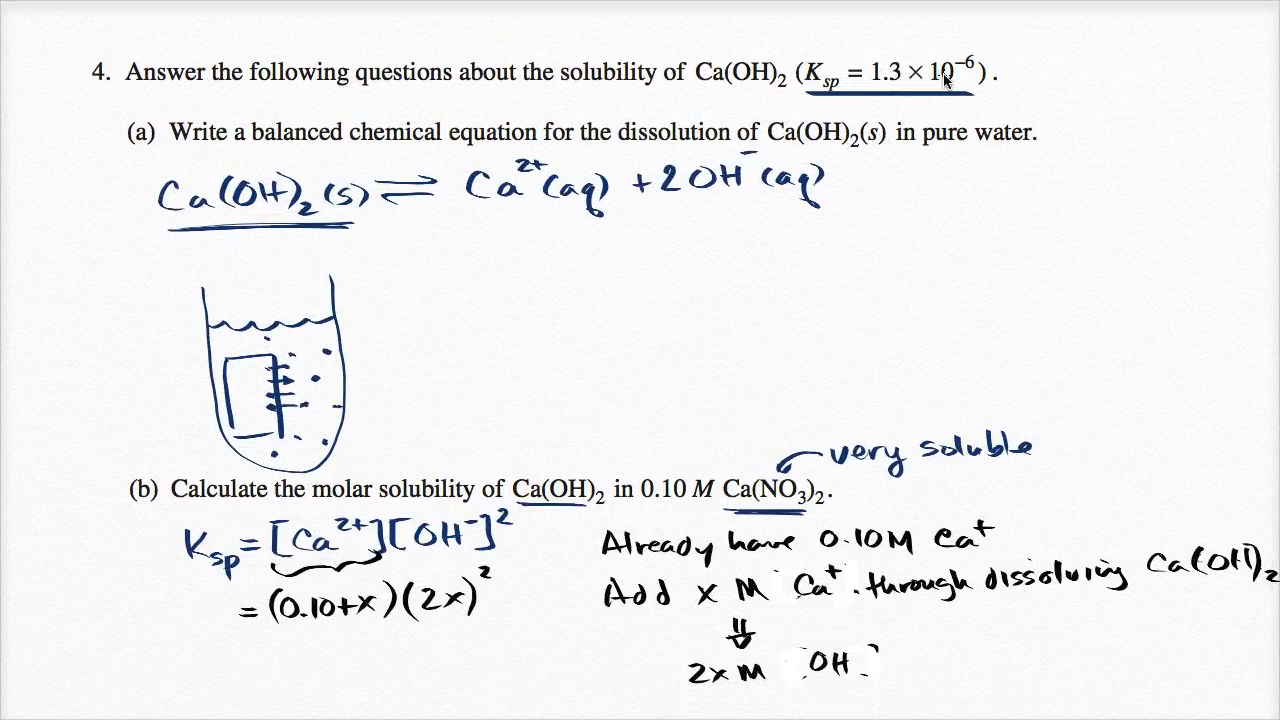 4. Answer the following questions about the solubility of Ca(OH)₂ (Kₛₚ = 1.3 × 10⁻⁶).
(a) Write a balanced chemical equation for the dissolution of Ca(OH)₂(s) in pure water.
Ca(OH)₂(s) ⇌ Ca²⁺(aq) + 2OH⁻(aq)
very soluble
(b) Calculate the molar solubility of Ca(OH)₂ in 0.10 M Ca(NO₃)₂.
Ksp = [Ca²⁺][OH⁻]²
= (0.10+x)(2x)²
Already have 0.10M Ca⁺
Add x M Ca⁺. through dissolving Ca(OH)₂
⇓
2x M OH⁻